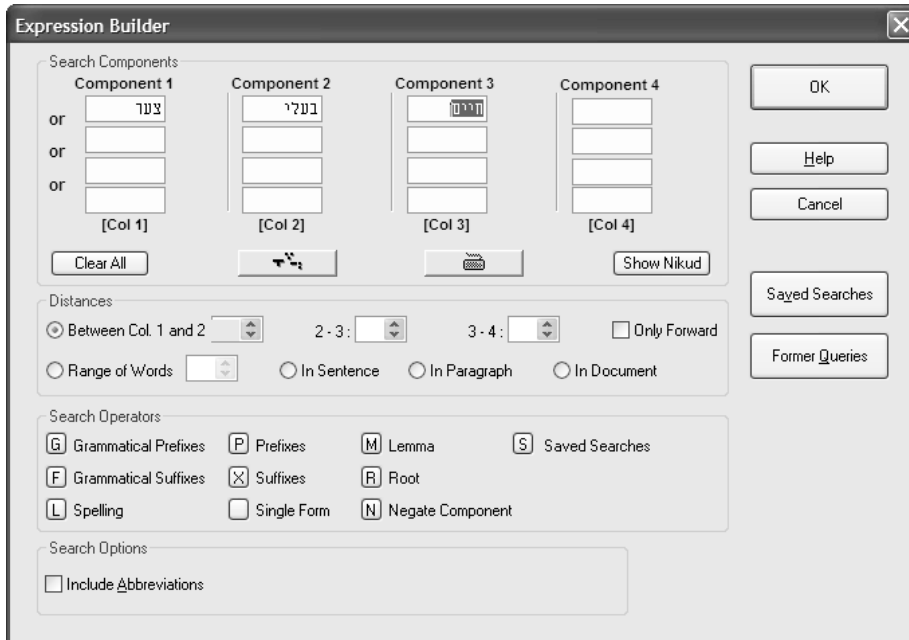 Expression Builder
Search Components
Component 1 Component 2 Component 3 Component 4
צער בעלי חיים
or
or
or
[Col 1] [Col 2] [Col 3] [Col 4]
Clear All Show Nikud
OK
Help
Cancel
Saved Searches
Former Queries
Distances
Between Col. 1 and 2 2 - 3 : 3 - 4 : Only Forward
Range of Words In Sentence In Paragraph In Document
Search Operators
G Grammatical Prefixes P Prefixes M Lemma S Saved Searches
F Grammatical Suffixes X Suffixes R Root
L Spelling Single Form N Negate Component
Search Options
Include Abbreviations